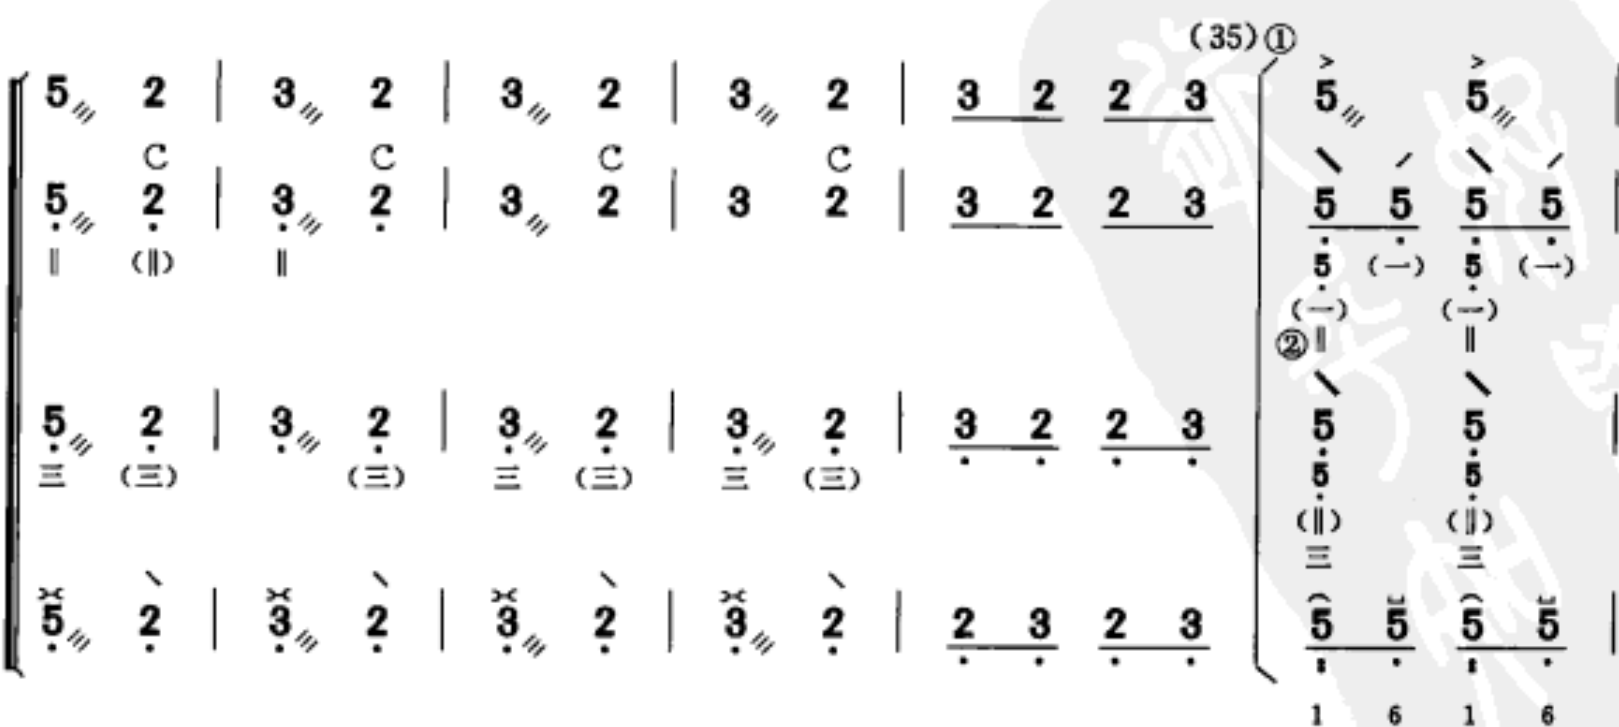 (35)①
5 2 | 3 2 | 3 2 | 3 2 | 3 2 2 3 | 5 5 |
C C C C
5 2 | 3 2 | 3 2 | 3 2 | 3 2 2 3 | 5 5 5 5 |
‖ (‖) ‖ 5 (一) 5 (一)
(一) (一)
② ‖ ‖
5 2 | 3 2 | 3 2 | 3 2 | 3 2 2 3 | 5 5 |
三 (三) (三) 三 (三) 三 (三) 5 5
(‖) (‖)
三 三
5 2 | 3 2 | 3 2 | 3 2 | 2 3 2 3 | 5 5 5 5 |
1 6 1 6